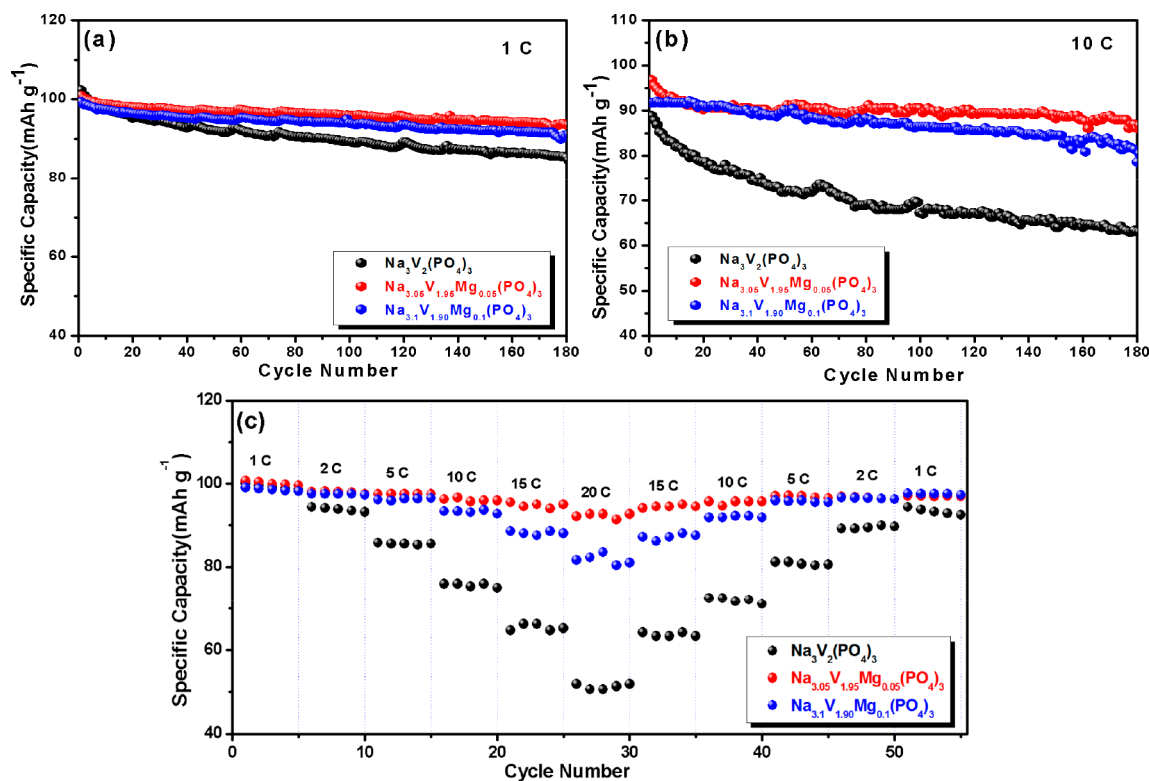 (a)
1 C
Specific Capacity(mAh g⁻¹)
120
100
80
60
40
Na₃V₂(PO₄)₃
Na₃.₀₅V₁.₉₅Mg₀.₀₅(PO₄)₃
Na₃.₁V₁.₉₀Mg₀.₁(PO₄)₃
0 20 40 60 80 100 120 140 160 180
Cycle Number
(b)
10 C
Specific Capacity(mAh g⁻¹)
110
100
90
80
70
60
50
40
Na₃V₂(PO₄)₃
Na₃.₀₅V₁.₉₅Mg₀.₀₅(PO₄)₃
Na₃.₁V₁.₉₀Mg₀.₁(PO₄)₃
0 20 40 60 80 100 120 140 160 180
Cycle Number
(c)
Specific Capacity(mAh g⁻¹)
120
100
80
60
40
1 C 2 C 5 C 10 C 15 C 20 C 15 C 10 C 5 C 2 C 1 C
Na₃V₂(PO₄)₃
Na₃.₀₅V₁.₉₅Mg₀.₀₅(PO₄)₃
Na₃.₁V₁.₉₀Mg₀.₁(PO₄)₃
0 10 20 30 40 50
Cycle Number